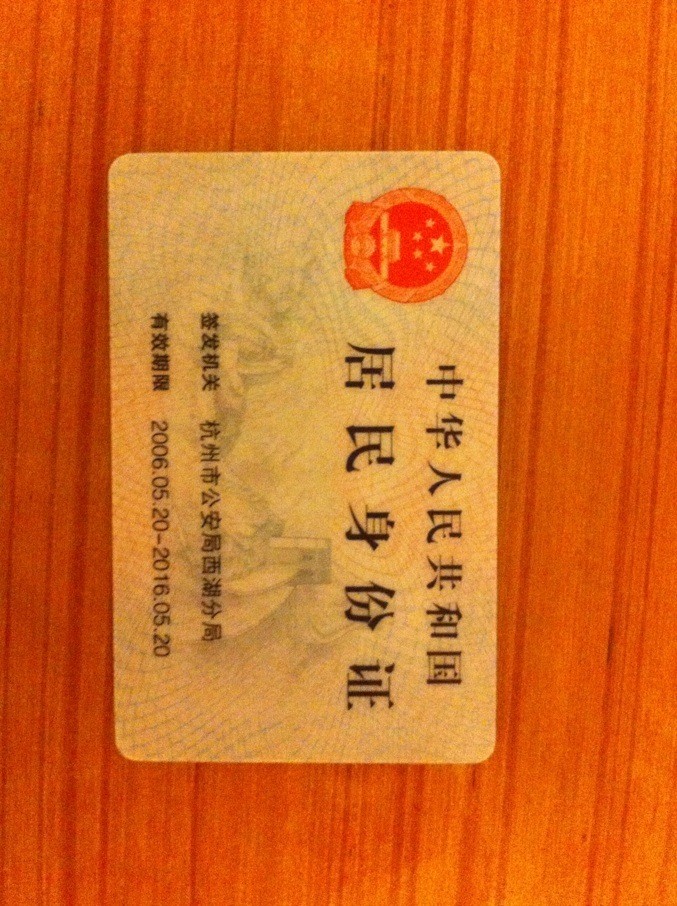 中华人民共和国
居民身份证
签发机关 杭州市公安局西湖分局
有效期限 2006.05.20-2016.05.20